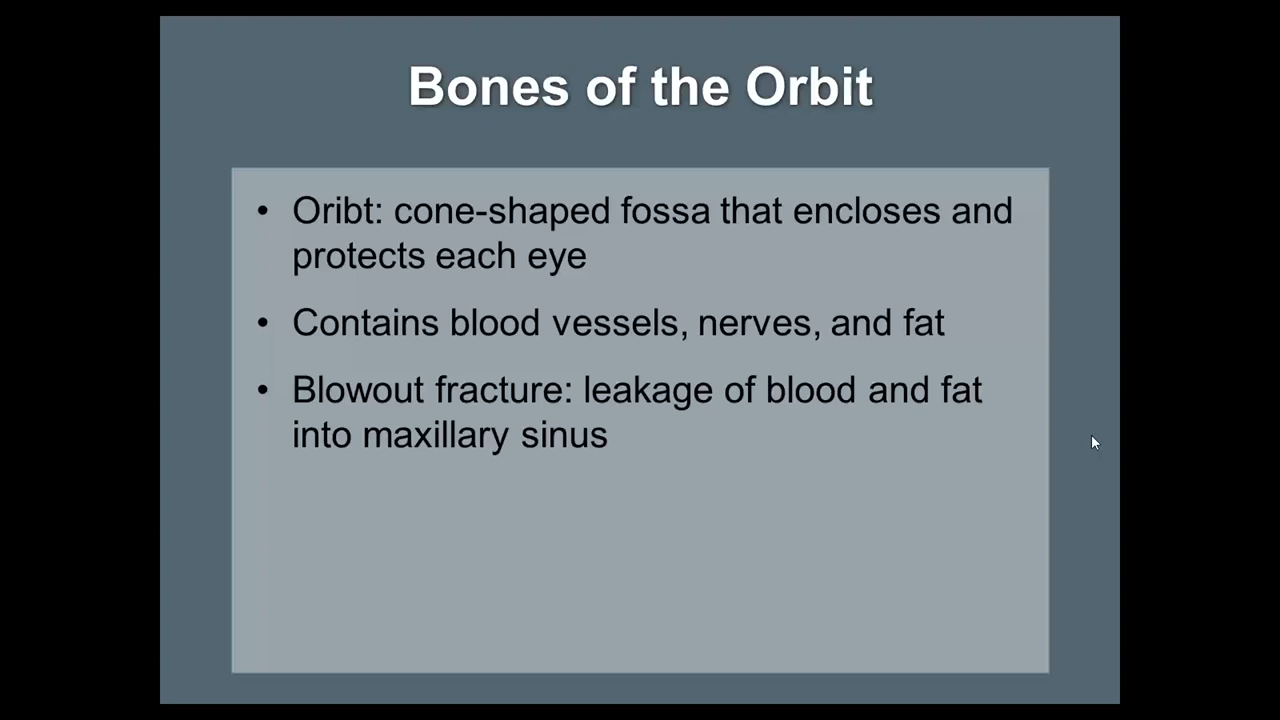 Bones of the Orbit
• Oribt: cone-shaped fossa that encloses and
protects each eye
• Contains blood vessels, nerves, and fat
• Blowout fracture: leakage of blood and fat
into maxillary sinus